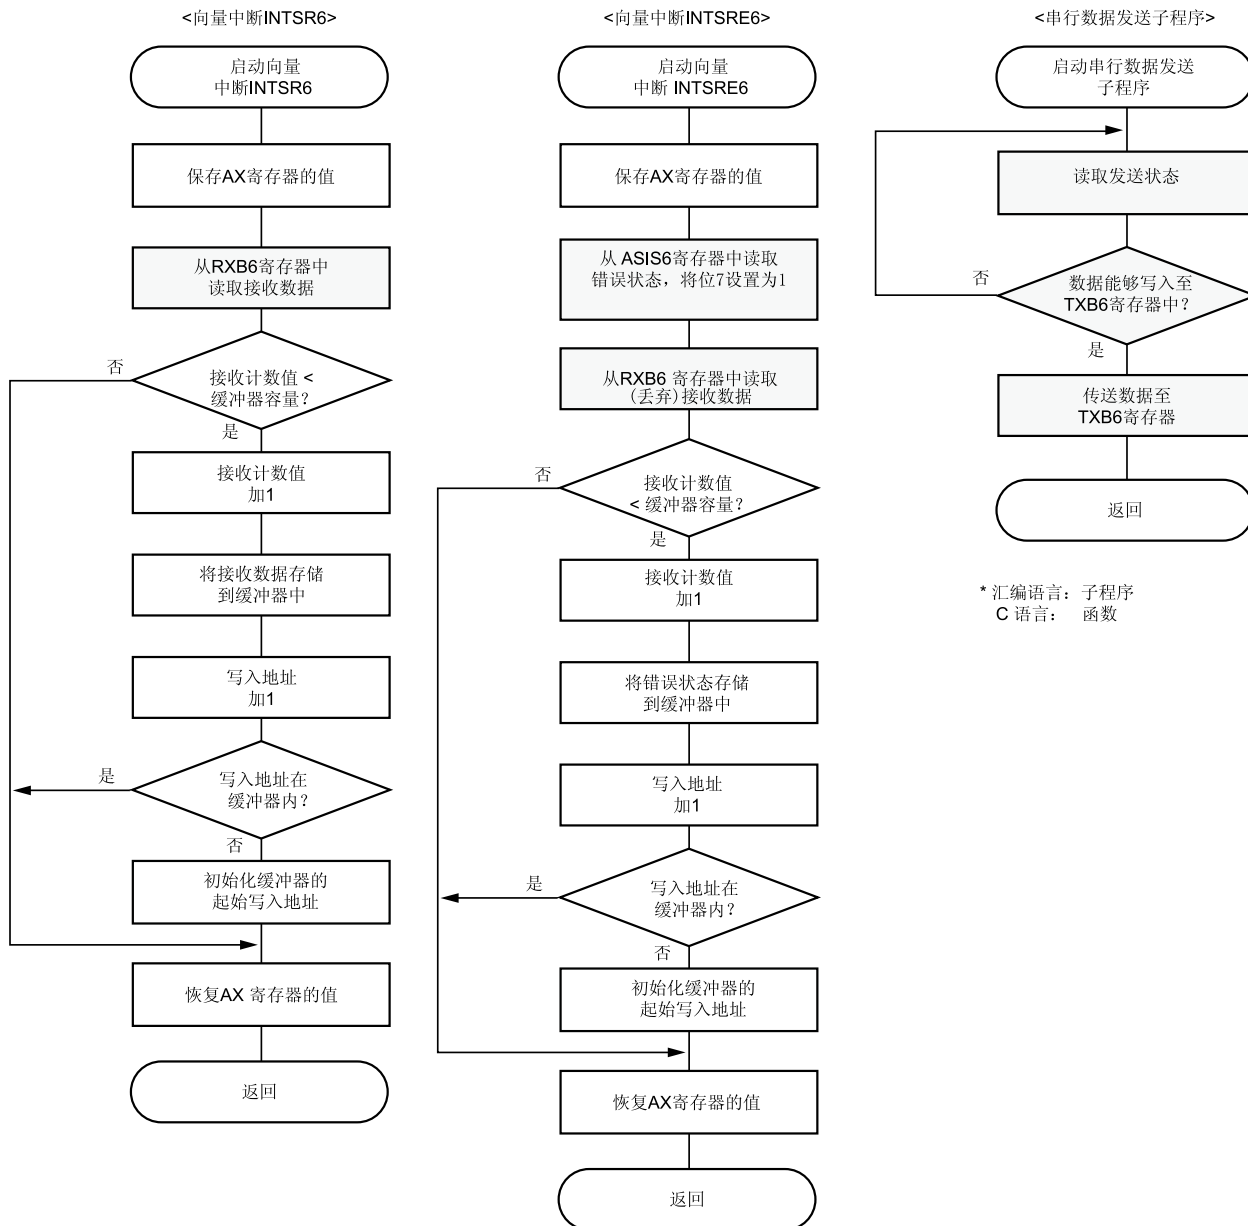 <向量中断INTSR6>
启动向量
中断INTSR6
保存AX寄存器的值
从RXB6寄存器中
读取接收数据
否
接收计数值 <
缓冲器容量？
是
接收计数值
加1
将接收数据存储
到缓冲器中
写入地址
加1
是
写入地址在
缓冲器内？
否
初始化缓冲器的
起始写入地址
恢复AX 寄存器的值
返回
<向量中断INTSRE6>
启动向量
中断 INTSRE6
保存AX寄存器的值
从 ASIS6寄存器中读取
错误状态，将位7设置为1
从RXB6 寄存器中读取
(丢弃)接收数据
否
接收计数值
< 缓冲器容量？
是
接收计数值
加1
将错误状态存储
到缓冲器中
写入地址
加1
是
写入地址在
缓冲器内？
否
初始化缓冲器的
起始写入地址
恢复AX寄存器的值
返回
<串行数据发送子程序>
启动串行数据发送
子程序
读取发送状态
否
数据能够写入至
TXB6寄存器中？
是
传送数据至
TXB6寄存器
返回
* 汇编语言：子程序
C 语言： 函数